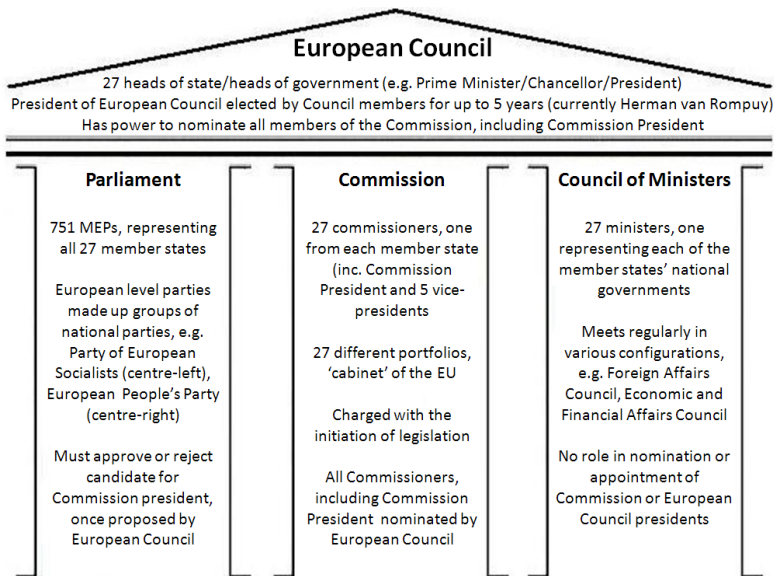 European Council
27 heads of state/heads of government (e.g. Prime Minister/Chancellor/President)
President of European Council elected by Council members for up to 5 years (currently Herman van Rompuy)
Has power to nominate all members of the Commission, including Commission President
Parliament
751 MEPs, representing
all 27 member states
European level parties
made up groups of
national parties, e.g.
Party of European
Socialists (centre-left),
European People's Party
(centre-right)
Must approve or reject
candidate for
Commission president,
once proposed by
European Council
Commission
27 commissioners, one
from each member state
(inc. Commission
President and 5 vice-
presidents
27 different portfolios,
‘cabinet’ of the EU
Charged with the
initiation of legislation
All Commissioners,
including Commission
President nominated by
European Council
Council of Ministers
27 ministers, one
representing each of the
member states’ national
governments
Meets regularly in
various configurations,
e.g. Foreign Affairs
Council, Economic and
Financial Affairs Council
No role in nomination or
appointment of
Commission or European
Council presidents